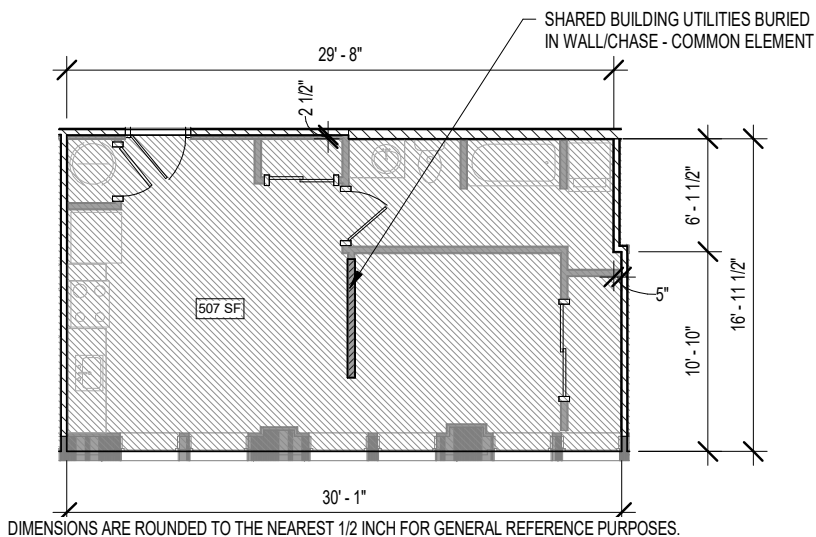 SHARED BUILDING UTILITIES BURIED
IN WALL/CHASE - COMMON ELEMENT
29' - 8"
2 1/2"
6' - 1 1/2"
16' - 11 1/2"
5"
507 SF
10' - 10"
30' - 1"
DIMENSIONS ARE ROUNDED TO THE NEAREST 1/2 INCH FOR GENERAL REFERENCE PURPOSES.